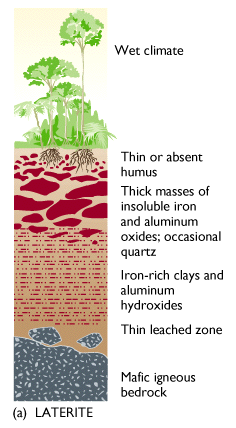 Wet climate
Thin or absent
humus
Thick masses of
insoluble iron
and aluminum
oxides; occasional
quartz
Iron-rich clays and
aluminum
hydroxides
Thin leached zone
Mafic igneous
bedrock
(a) LATERITE